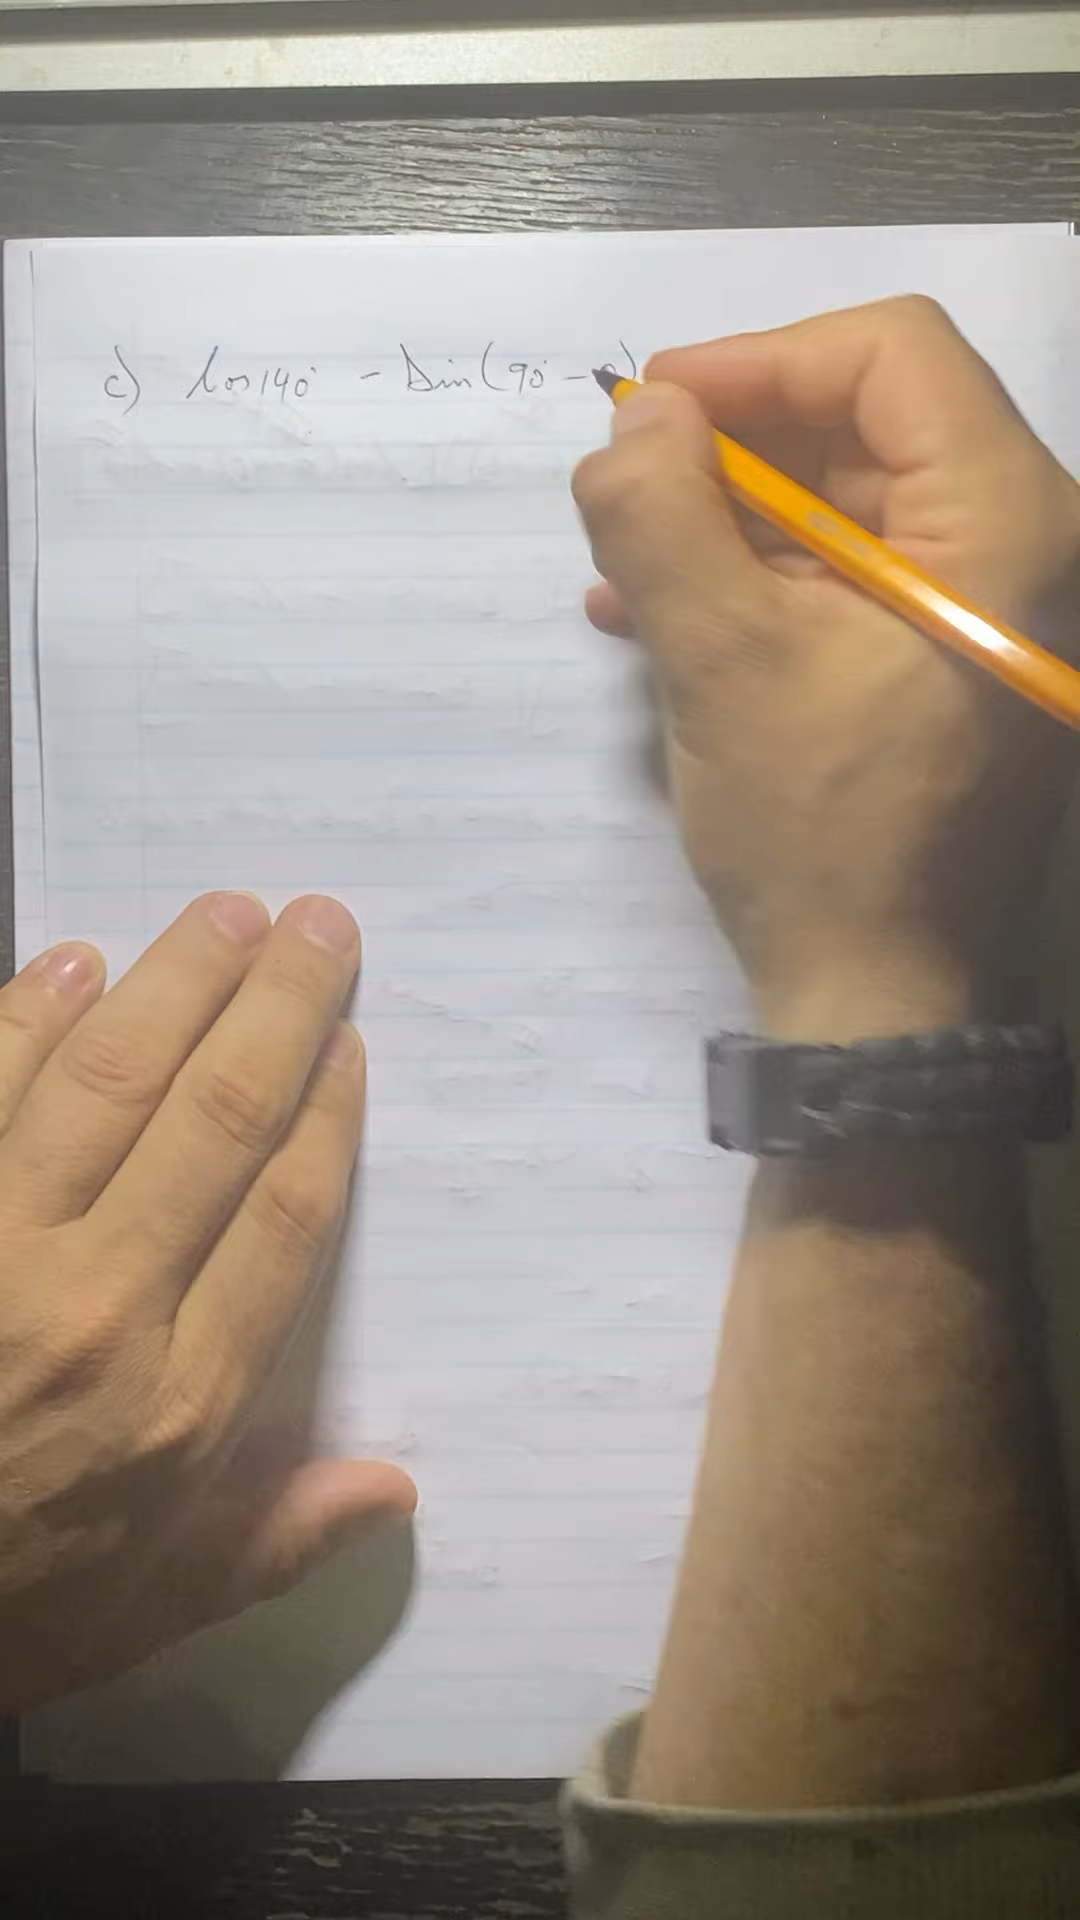 c) cos 140° - sin(90° - θ)